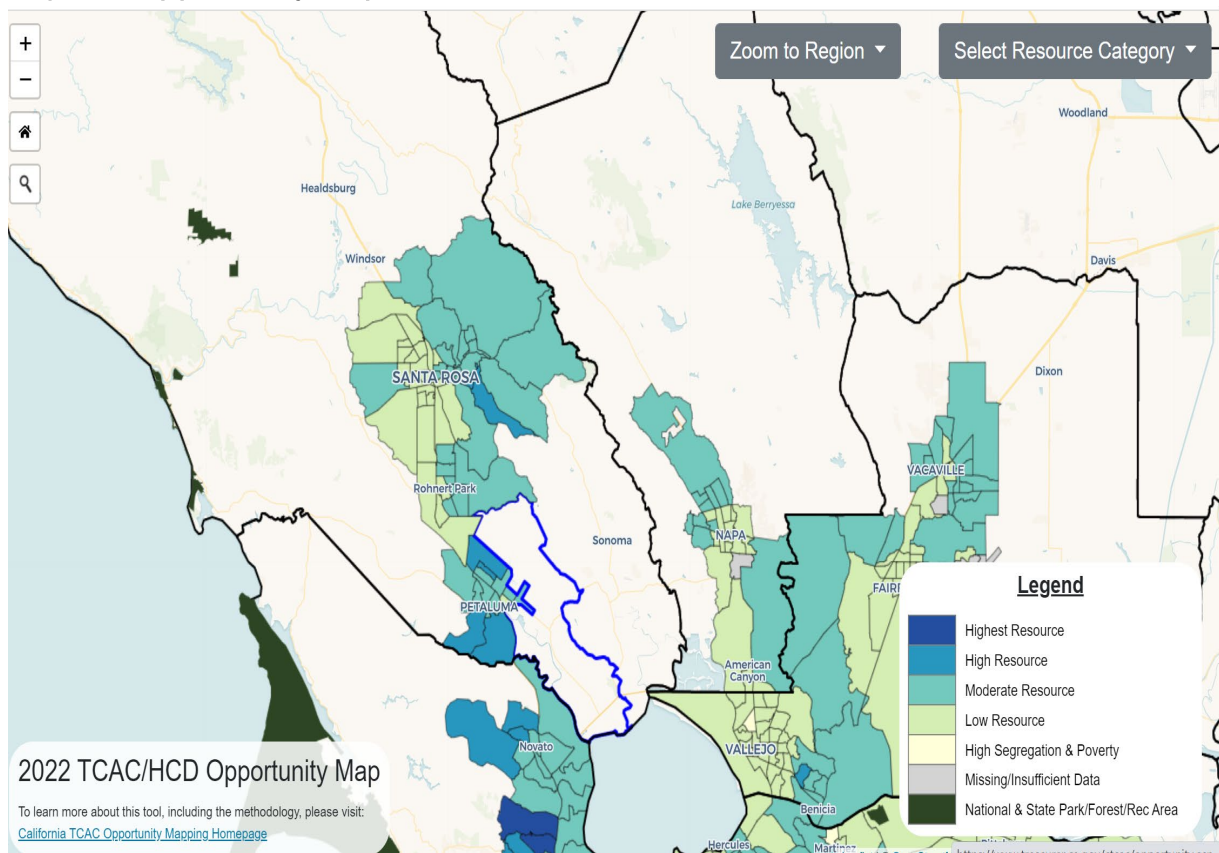 +
−
Zoom to Region
Select Resource Category
Woodland
Healdsburg
Lake Berryessa
Windsor
Davis
SANTA ROSA
Dixon
Rohnert Park
VACAVILLE
NAPA
Sonoma
PETALUMA
American
Canyon
Novato
VALLEJO
Benicia
Hercules
Martinez
Legend
Highest Resource
High Resource
Moderate Resource
Low Resource
High Segregation & Poverty
Missing/Insufficient Data
National & State Park/Forest/Rec Area
2022 TCAC/HCD Opportunity Map
To learn more about this tool, including the methodology, please visit:
California TCAC Opportunity Mapping Homepage